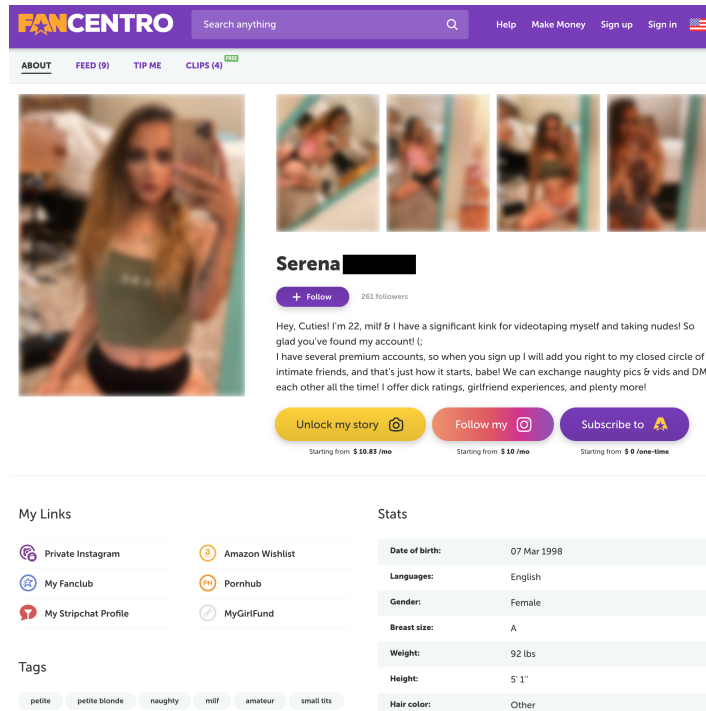 FANCENTRO
Search anything
Help Make Money Sign up Sign in
ABOUT FEED (9) TIP ME CLIPS (4) FREE
Serena
+ Follow 261 followers
Hey, Cuties! I'm 22, milf & I have a significant kink for videotaping myself and taking nudes! So
glad you've found my account! (;
I have several premium accounts, so when you sign up I will add you right to my closed circle of
intimate friends, and that's just how it starts, babe! We can exchange naughty pics & vids and DM
each other all the time! I offer dick ratings, girlfriend experiences, and plenty more!
Unlock my story Follow my Subscribe to
Starting from $ 10.83 /mo Starting from $ 10 /mo Starting from $ 0 /one-time
My Links
Private Instagram
Amazon Wishlist
My Fanclub
PH Pornhub
My Stripchat Profile
MyGirlFund
Tags
petite petite blonde naughty milf amateur small tits
Stats
Date of birth: 07 Mar 1998
Languages: English
Gender: Female
Breast size: A
Weight: 92 lbs
Height: 5' 1"
Hair color: Other